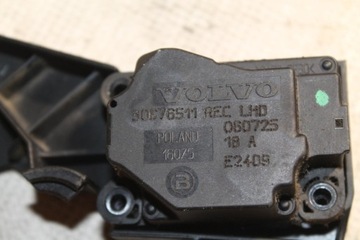 VOLVO
30676511 REC LHD
060725
POLAND
18 A
16075
E2409
B